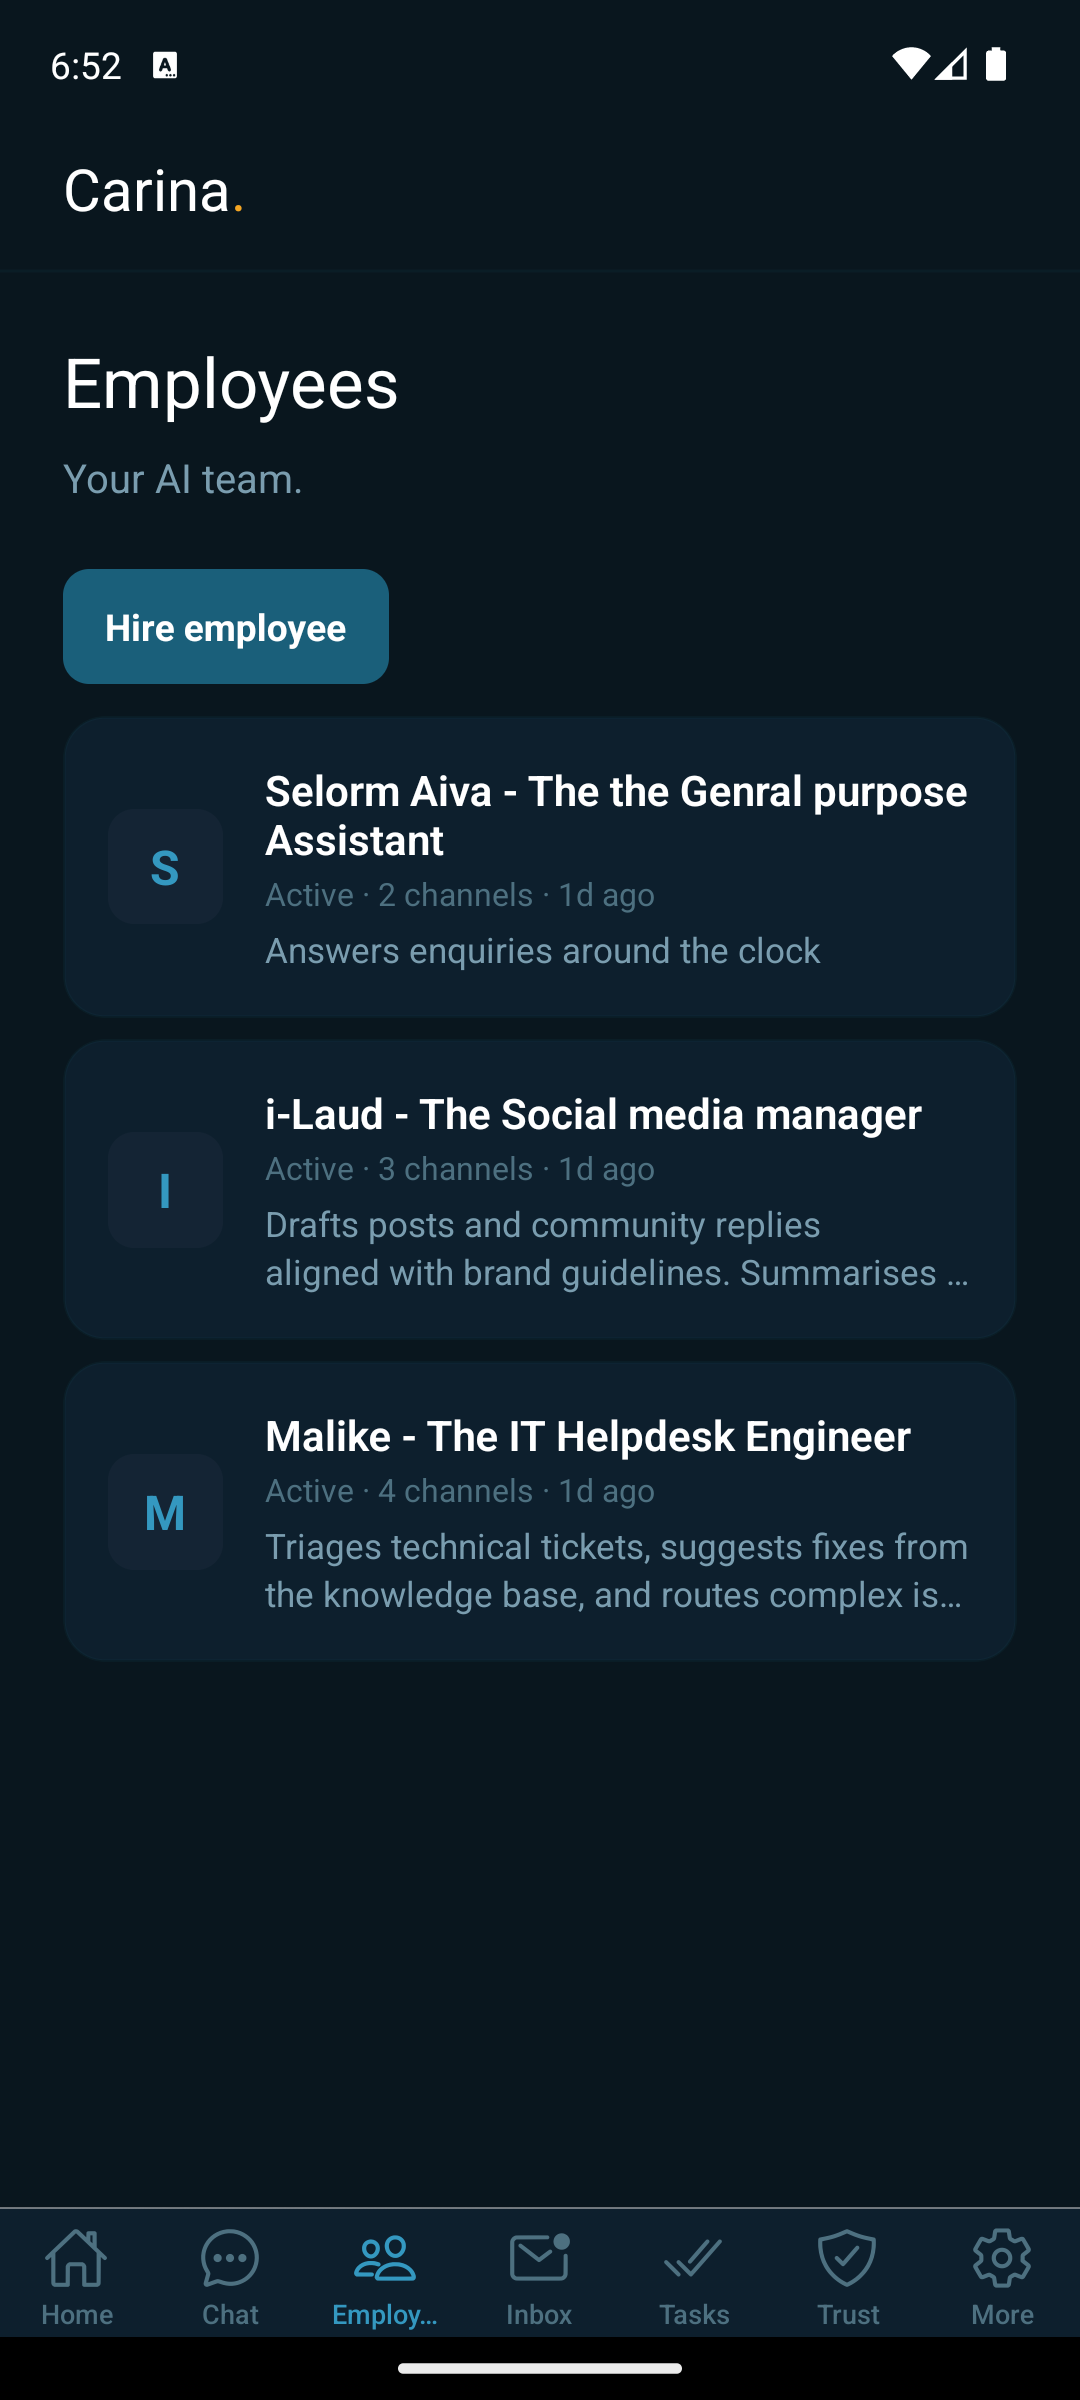 6:52
Carina.
Employees
Your AI team.
Hire employee
S
Selorm Aiva - The the Genral purpose
Assistant
Active · 2 channels · 1d ago
Answers enquiries around the clock
I
i-Laud - The Social media manager
Active · 3 channels · 1d ago
Drafts posts and community replies
aligned with brand guidelines. Summarises ...
M
Malike - The IT Helpdesk Engineer
Active · 4 channels · 1d ago
Triages technical tickets, suggests fixes from
the knowledge base, and routes complex is...
Home
Chat
Employ...
Inbox
Tasks
Trust
More